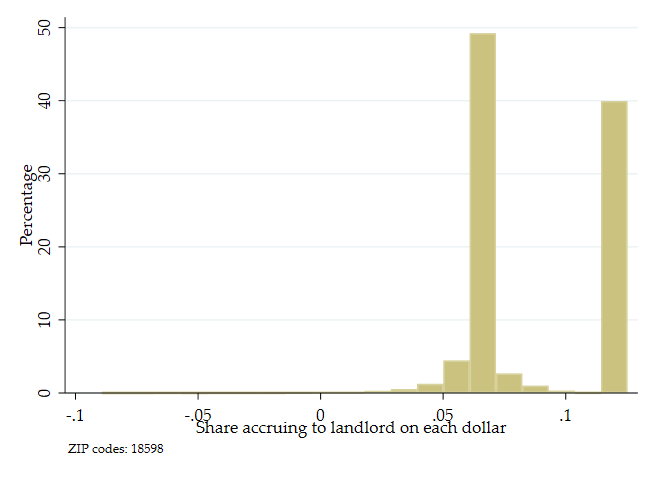 Percentage
50
40
30
20
10
0
-.1 -.05 0 .05 .1
Share accruing to landlord on each dollar
ZIP codes: 18598